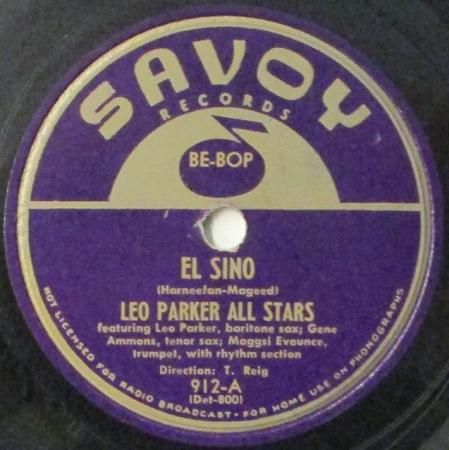 SAVOY
RECORDS
BE-BOP
EL SINO
(Harneefan-Mageed)
LEO PARKER ALL STARS
featuring Leo Parker, baritone sax; Gene
Ammons, tenor sax; Maggsi Evounce,
trumpet, with rhythm section
Direction: T. Reig
912-A
(Det-800)
NOT LICENSED FOR RADIO BROADCAST • FOR HOME USE ON PHONOGRAPHS